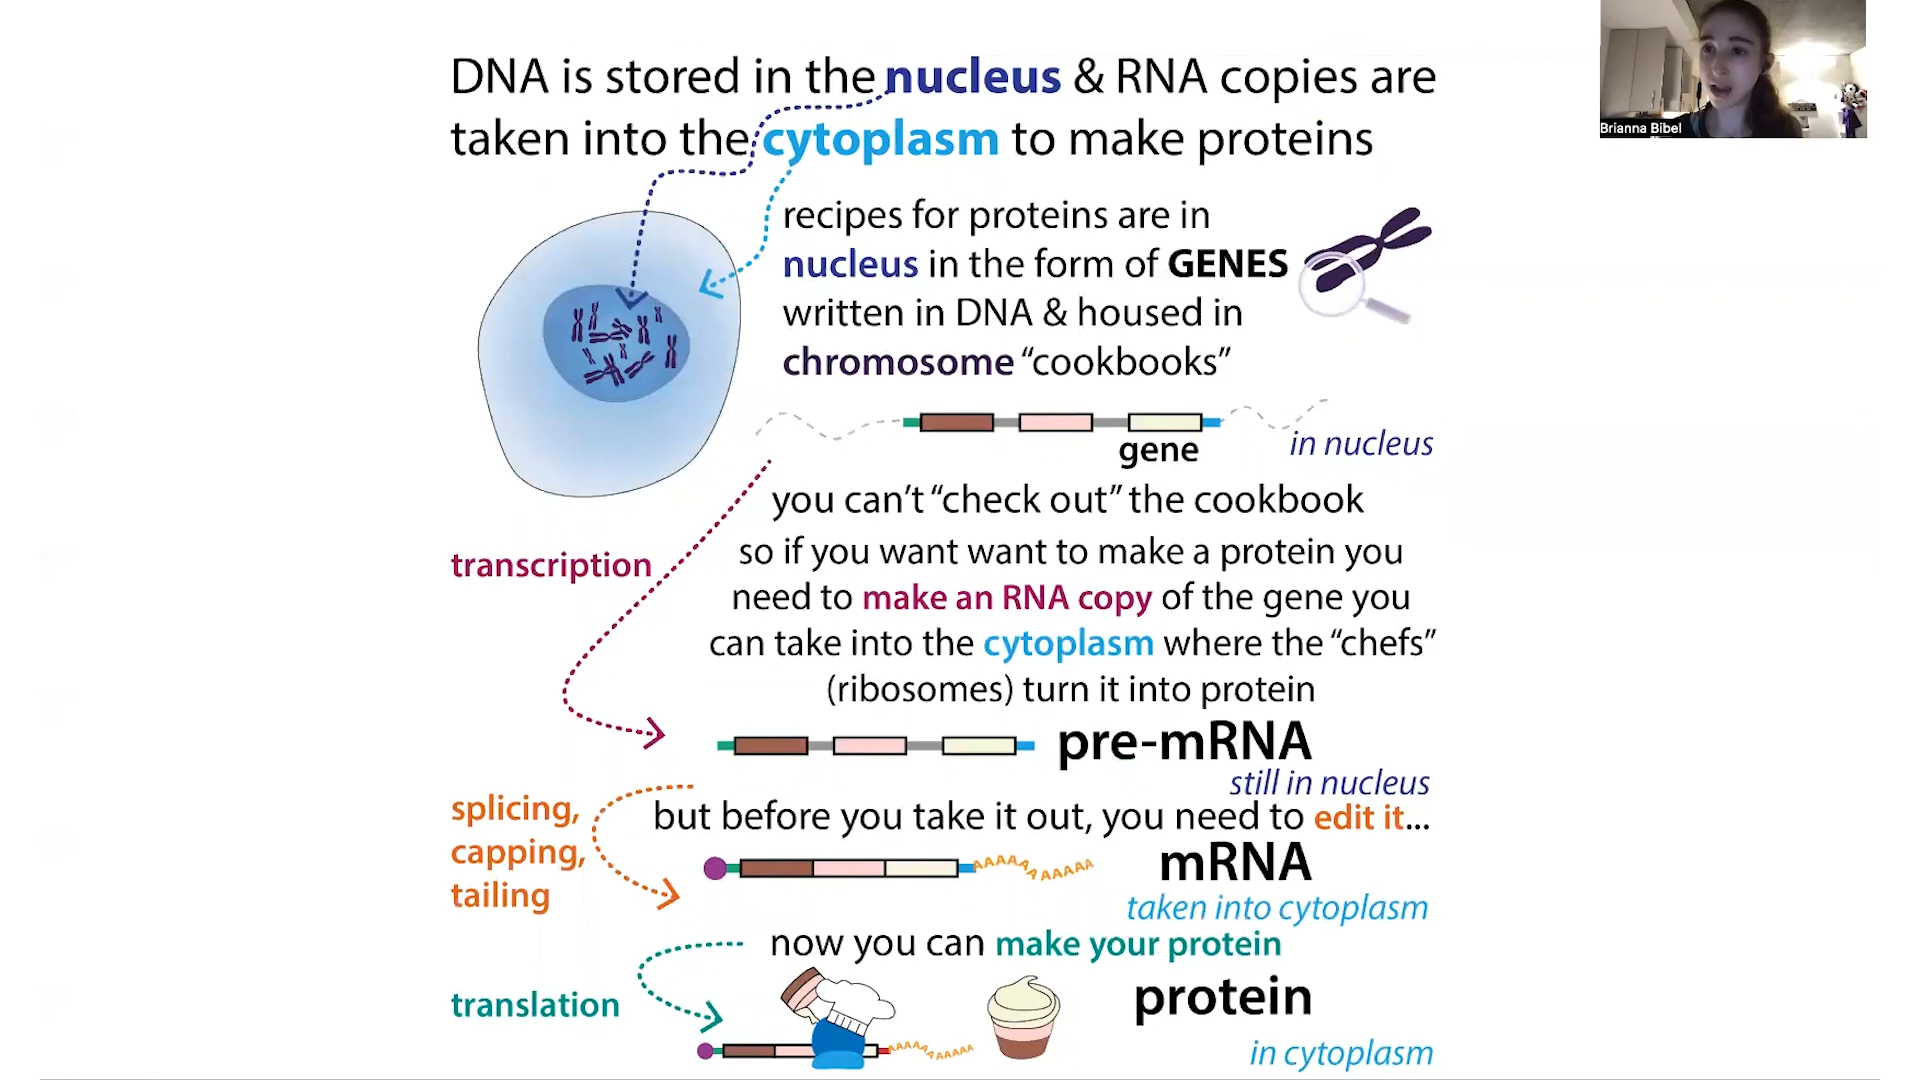 DNA is stored in the nucleus & RNA copies are
taken into the cytoplasm to make proteins
Brianna Bibel
recipes for proteins are in
nucleus in the form of GENES
written in DNA & housed in
chromosome “cookbooks”
gene
in nucleus
you can’t “check out” the cookbook
transcription
so if you want want to make a protein you
need to make an RNA copy of the gene you
can take into the cytoplasm where the “chefs”
(ribosomes) turn it into protein
pre-mRNA
still in nucleus
splicing,
capping,
tailing
but before you take it out, you need to edit it...
AAAAAAAAAA
mRNA
taken into cytoplasm
now you can make your protein
translation
protein
AAAAAAAAAA
in cytoplasm